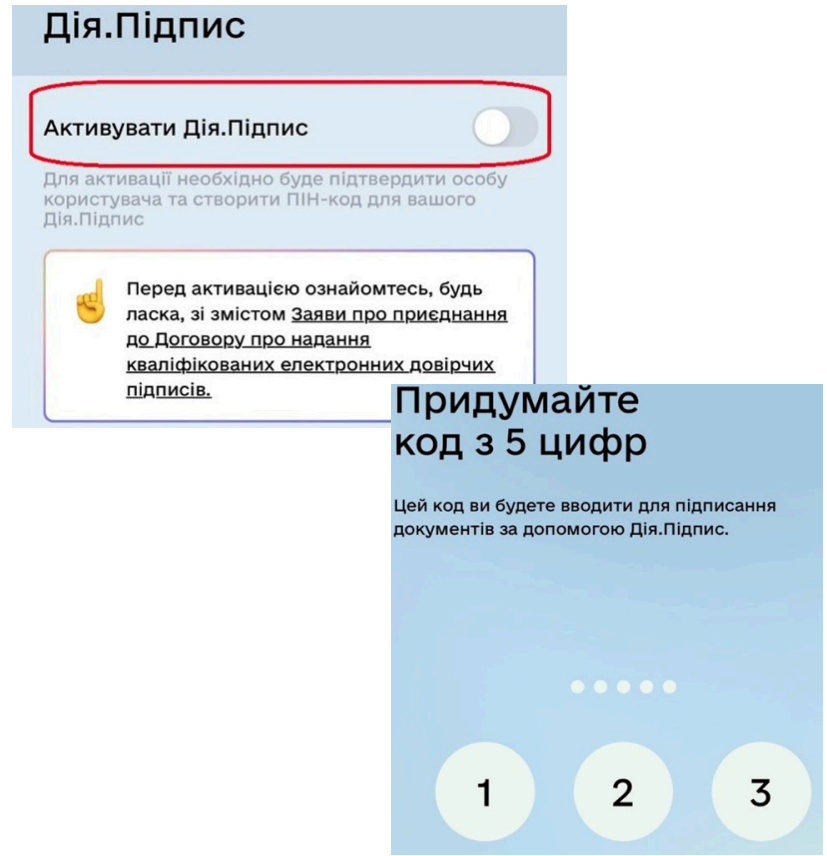 Дія.Підпис
Активувати Дія.Підпис
Для активації необхідно буде підтвердити особу
користувача та створити ПІН-код для вашого
Дія.Підпис
Перед активацією ознайомтесь, будь
ласка, зі змістом Заяви про приєднання
до Договору про надання
кваліфікованих електронних довірчих
підписів.
Придумайте
код з 5 цифр
Цей код ви будете вводити для підписання
документів за допомогою Дія.Підпис.
1 2 3